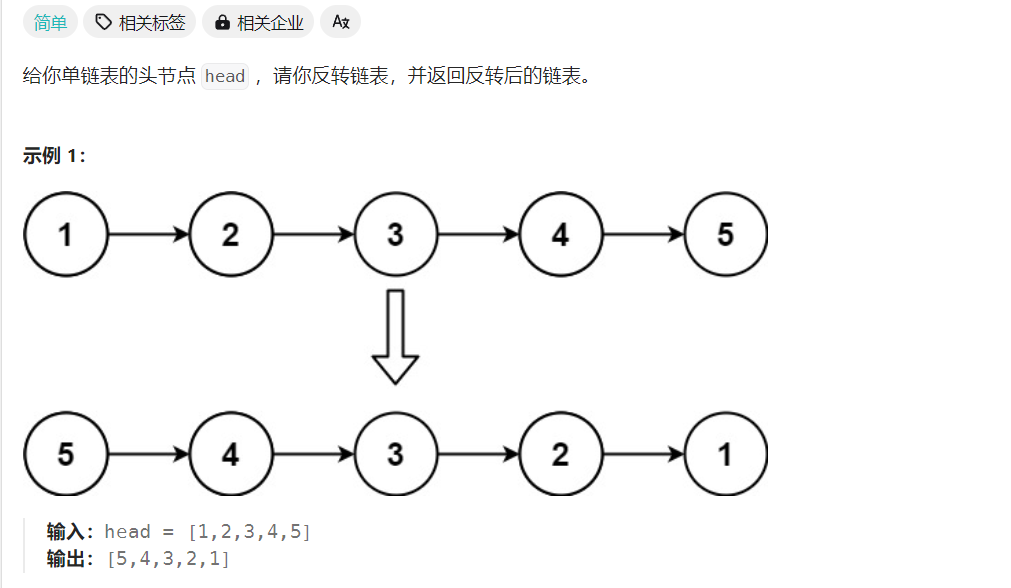 简单 相关标签 相关企业 Aあ
给你单链表的头节点 head ，请你反转链表，并返回反转后的链表。
示例 1：
1 2 3 4 5
5 4 3 2 1
输入：head = [1,2,3,4,5]
输出：[5,4,3,2,1]